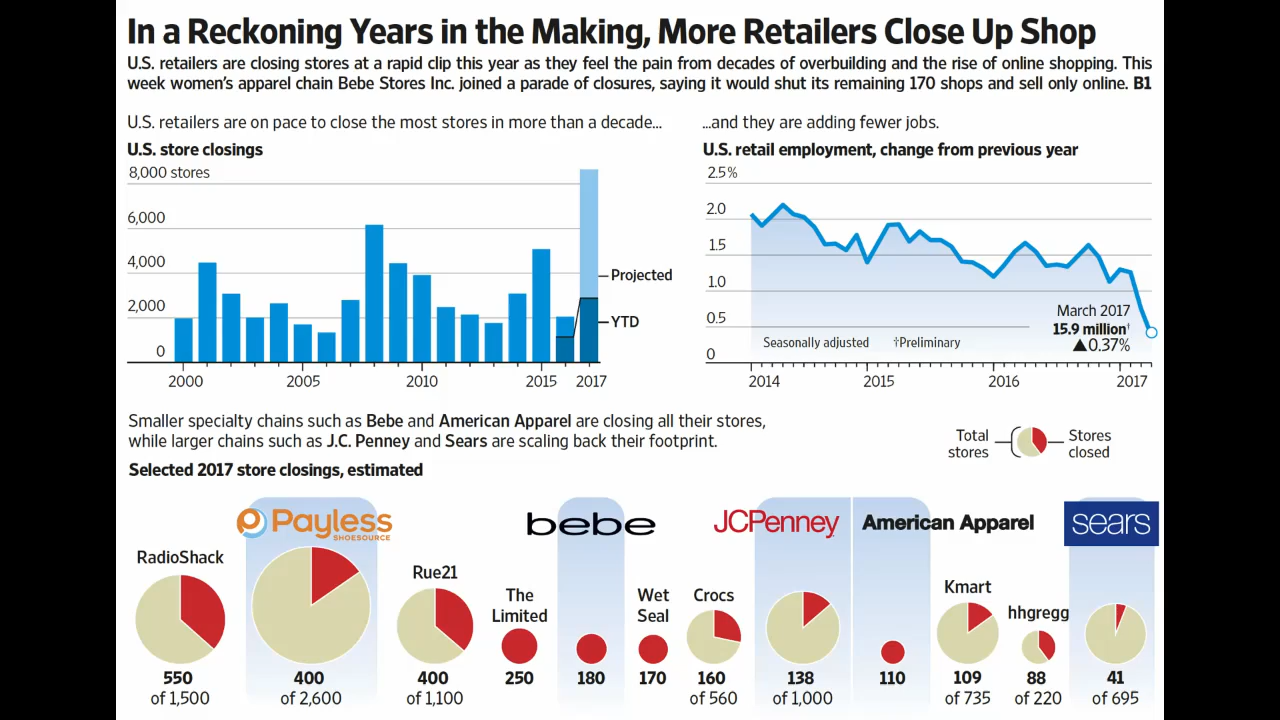 In a Reckoning Years in the Making, More Retailers Close Up Shop
U.S. retailers are closing stores at a rapid clip this year as they feel the pain from decades of overbuilding and the rise of online shopping. This
week women's apparel chain Bebe Stores Inc. joined a parade of closures, saying it would shut its remaining 170 shops and sell only online. B1
U.S. retailers are on pace to close the most stores in more than a decade...
U.S. store closings
8,000 stores
6,000
4,000
2,000
0
Projected
YTD
2000
2005
2010
2015
2017
...and they are adding fewer jobs.
U.S. retail employment, change from previous year
2.5%
2.0
1.5
1.0
0.5
0
March 2017
15.9 million†
▲0.37%
Seasonally adjusted
†Preliminary
2014
2015
2016
2017
Smaller specialty chains such as Bebe and American Apparel are closing all their stores,
while larger chains such as J.C. Penney and Sears are scaling back their footprint.
Total
stores
Stores
closed
Selected 2017 store closings, estimated
RadioShack
550
of 1,500
Payless
SHOESOURCE
400
of 2,600
Rue21
400
of 1,100
The
Limited
250
bebe
180
Wet
Seal
170
Crocs
160
of 560
JCPenney
138
of 1,000
American Apparel
110
Kmart
109
of 735
hhgregg
88
of 220
sears
41
of 695